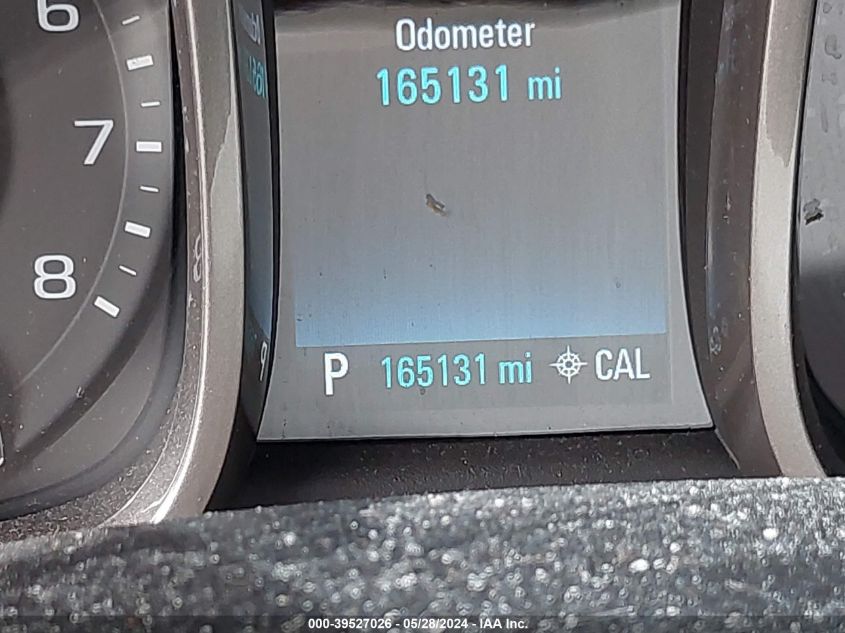 6
7
8
Odometer
165131 mi
P 165131 mi CAL
000-39527026 - 05/28/2024 - IAA Inc.